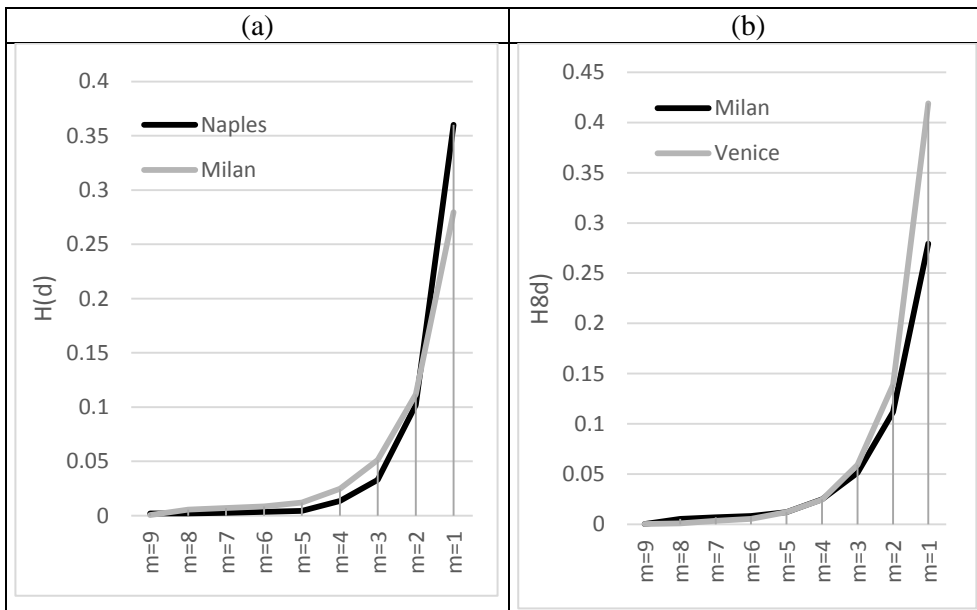 (a)
0.4
0.35
0.3
0.25
0.2
0.15
0.1
0.05
0
H(d)
Naples
Milan
m=9
m=8
m=7
m=6
m=5
m=4
m=3
m=2
m=1
(b)
0.45
0.4
0.35
0.3
0.25
0.2
0.15
0.1
0.05
0
H8d)
Milan
Venice
m=9
m=8
m=7
m=6
m=5
m=4
m=3
m=2
m=1